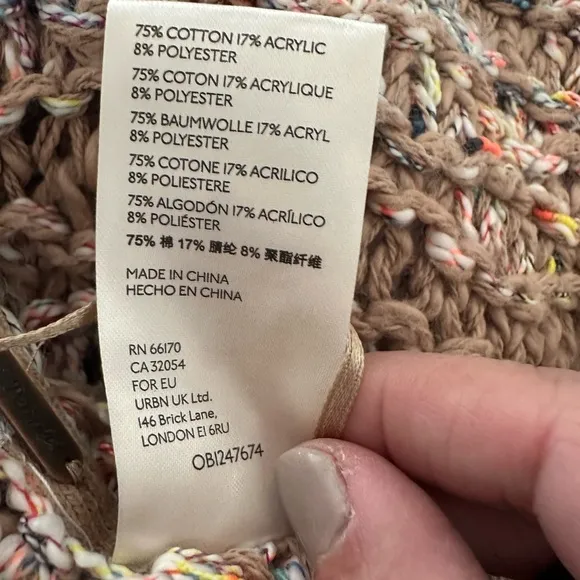 75% COTTON 17% ACRYLIC
8% POLYESTER
75% COTON 17% ACRYLIQUE
8% POLYESTER
75% BAUMWOLLE 17% ACRYL
8% POLYESTER
75% COTONE 17% ACRILICO
8% POLIESTERE
75% ALGODÓN 17% ACRÍLICO
8% POLIÉSTER
75% 棉 17% 腈纶 8% 聚酯纤维
MADE IN CHINA
HECHO EN CHINA
RN 66170
CA 32054
FOR EU
URBN UK Ltd.
146 Brick Lane,
LONDON E1 6RU
OB1247674